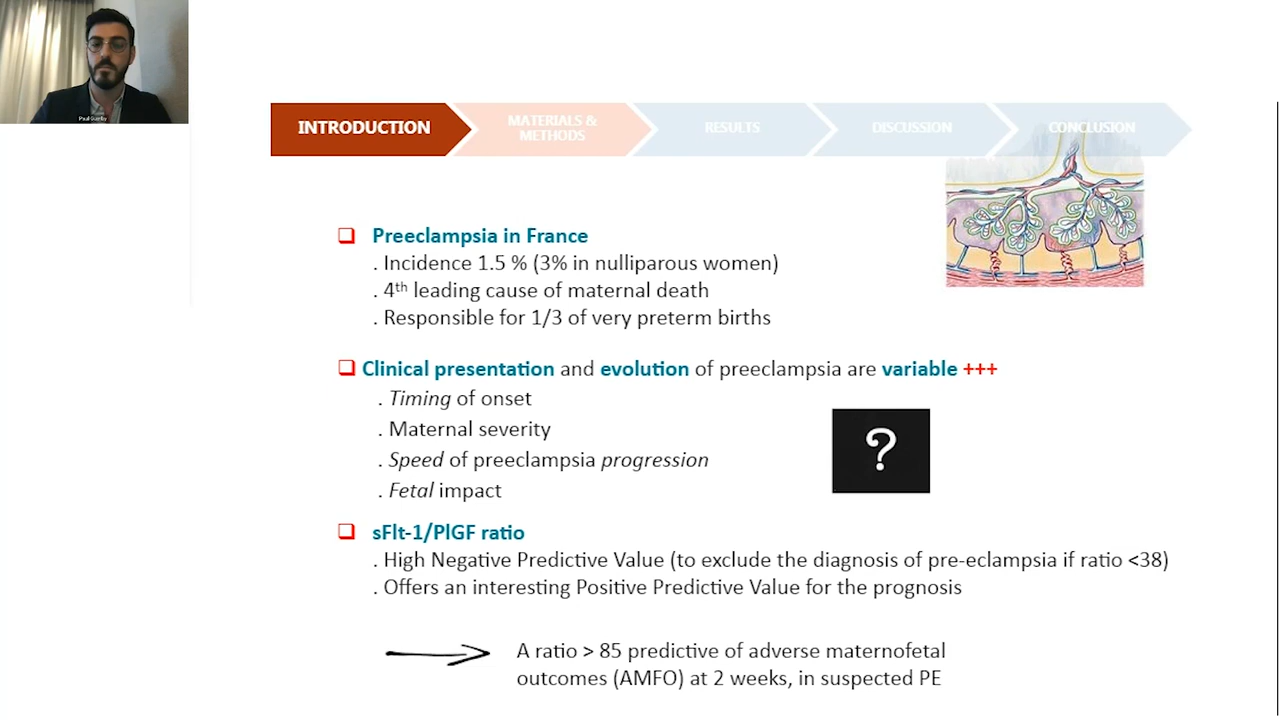 INTRODUCTION
MATERIALS &
METHODS
RESULTS
DISCUSSION
CONCLUSION
Preeclampsia in France
. Incidence 1.5 % (3% in nulliparous women)
. 4th leading cause of maternal death
. Responsible for 1/3 of very preterm births
Clinical presentation and evolution of preeclampsia are variable +++
. Timing of onset
. Maternal severity
. Speed of preeclampsia progression
. Fetal impact
?
sFlt-1/PlGF ratio
. High Negative Predictive Value (to exclude the diagnosis of pre-eclampsia if ratio <38)
. Offers an interesting Positive Predictive Value for the prognosis
A ratio > 85 predictive of adverse maternofetal
outcomes (AMFO) at 2 weeks, in suspected PE